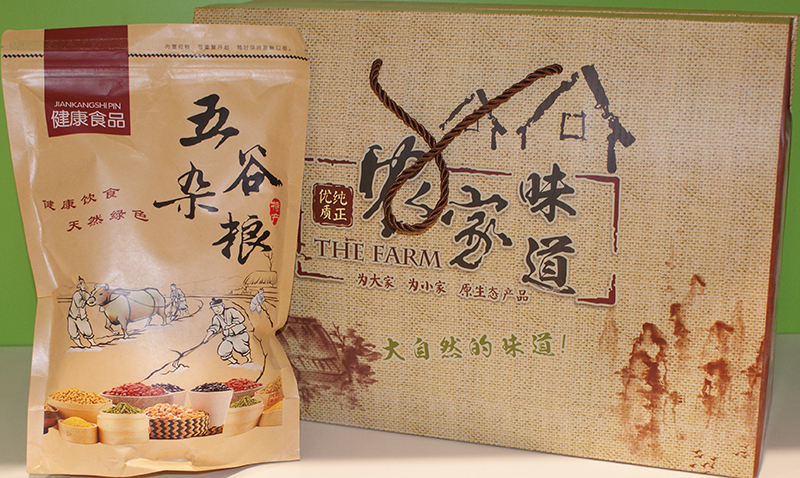 JIANKANGSHIPIN
健康食品
五谷杂粮
健康饮食
天然绿色
优质
纯正
农家味道
THE FARM
为大家 为小家 原生态产品
大自然的味道!